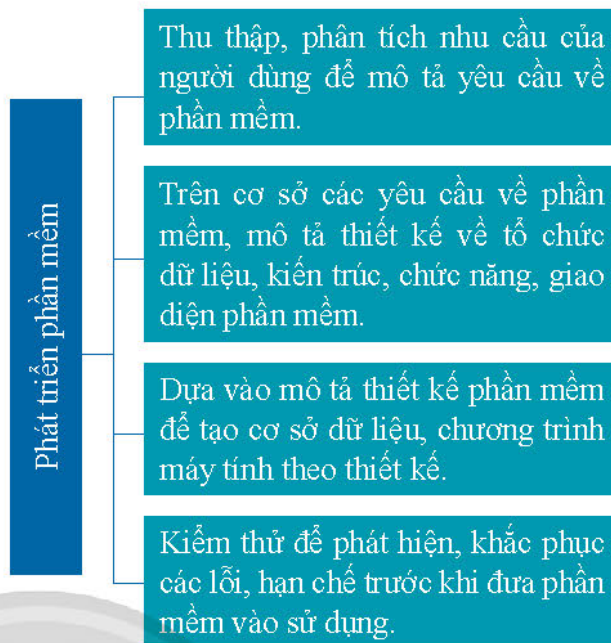 Phát triển phần mềm
Thu thập, phân tích nhu cầu của
người dùng để mô tả yêu cầu về
phần mềm.
Trên cơ sở các yêu cầu về phần
mềm, mô tả thiết kế về tổ chức
dữ liệu, kiến trúc, chức năng, giao
diện phần mềm.
Dựa vào mô tả thiết kế phần mềm
để tạo cơ sở dữ liệu, chương trình
máy tính theo thiết kế.
Kiểm thử để phát hiện, khắc phục
các lỗi, hạn chế trước khi đưa phần
mềm vào sử dụng.